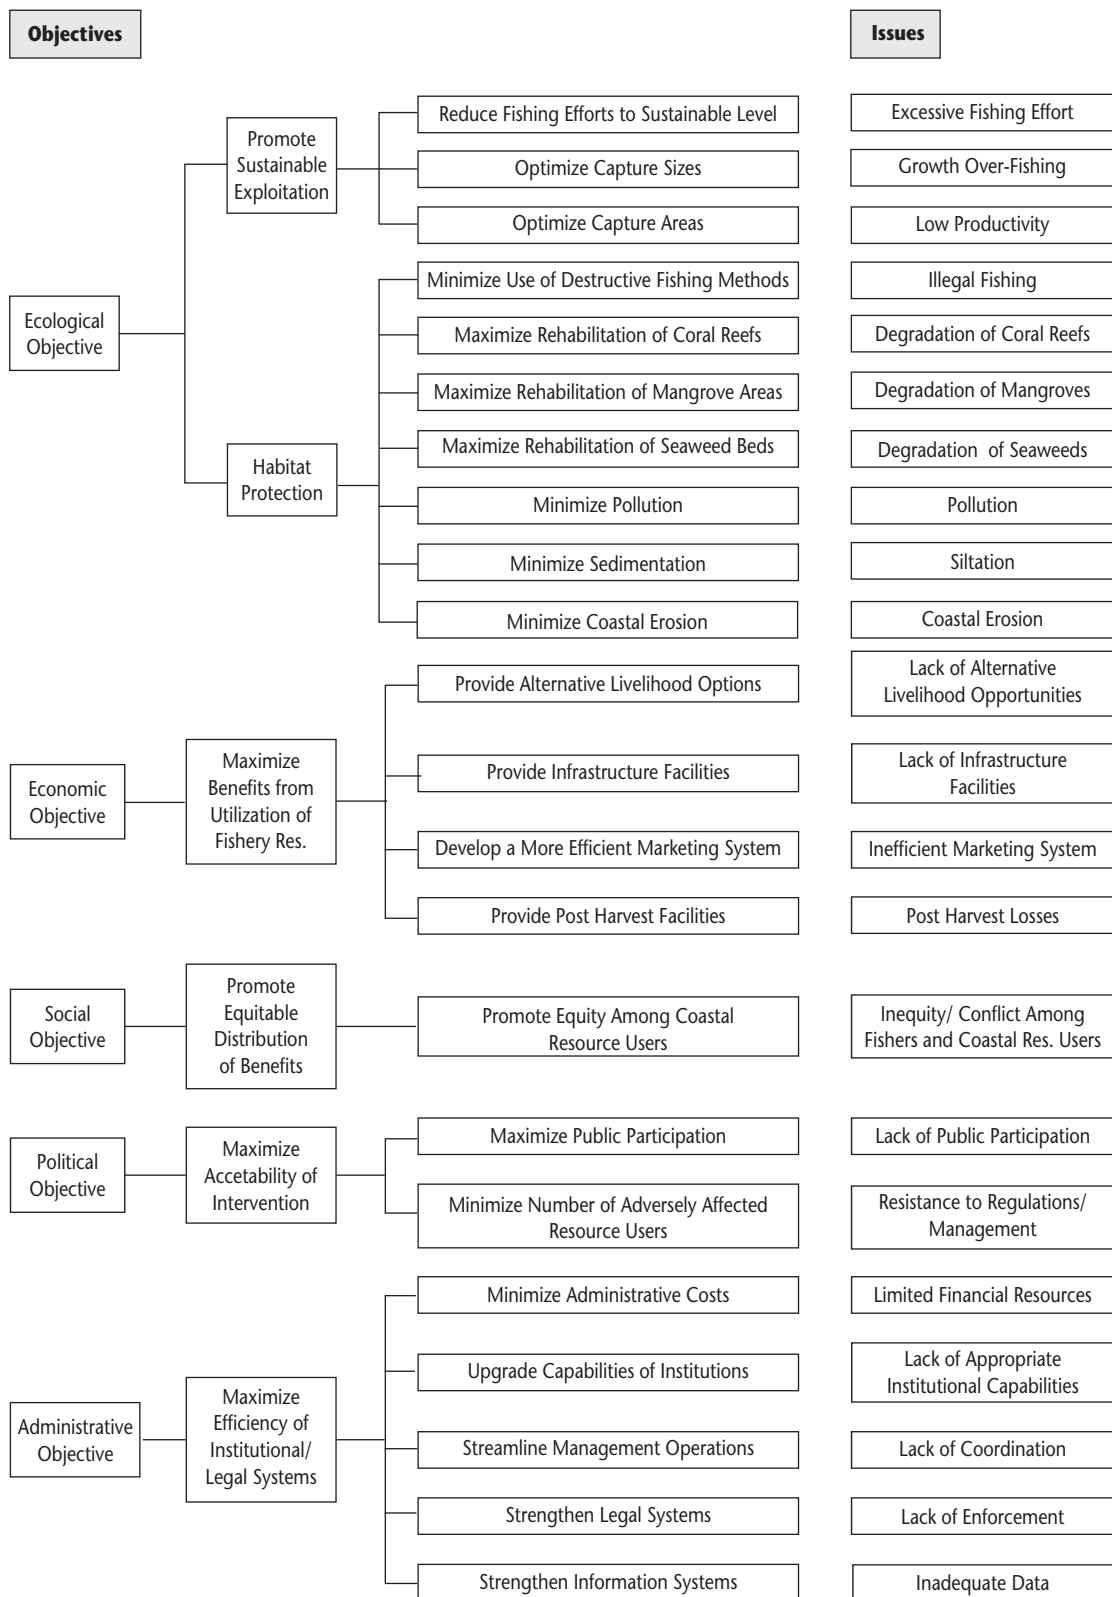 Objectives
Issues
Ecological
Objective
Promote
Sustainable
Exploitation
Reduce Fishing Efforts to Sustainable Level
Excessive Fishing Effort
Optimize Capture Sizes
Growth Over-Fishing
Optimize Capture Areas
Low Productivity
Habitat
Protection
Minimize Use of Destructive Fishing Methods
Illegal Fishing
Maximize Rehabilitation of Coral Reefs
Degradation of Coral Reefs
Maximize Rehabilitation of Mangrove Areas
Degradation of Mangroves
Maximize Rehabilitation of Seaweed Beds
Degradation of Seaweeds
Minimize Pollution
Pollution
Minimize Sedimentation
Siltation
Minimize Coastal Erosion
Coastal Erosion
Economic
Objective
Maximize
Benefits from
Utilization of
Fishery Res.
Provide Alternative Livelihood Options
Lack of Alternative
Livelihood Opportunities
Provide Infrastructure Facilities
Lack of Infrastructure
Facilities
Develop a More Efficient Marketing System
Inefficient Marketing System
Provide Post Harvest Facilities
Post Harvest Losses
Social
Objective
Promote
Equitable
Distribution
of Benefits
Promote Equity Among Coastal
Resource Users
Inequity/ Conflict Among
Fishers and Coastal Res. Users
Political
Objective
Maximize
Accetability of
Intervention
Maximize Public Participation
Lack of Public Participation
Minimize Number of Adversely Affected
Resource Users
Resistance to Regulations/
Management
Administrative
Objective
Maximize
Efficiency of
Institutional/
Legal Systems
Minimize Administrative Costs
Limited Financial Resources
Upgrade Capabilities of Institutions
Lack of Appropriate
Institutional Capabilities
Streamline Management Operations
Lack of Coordination
Strengthen Legal Systems
Lack of Enforcement
Strengthen Information Systems
Inadequate Data